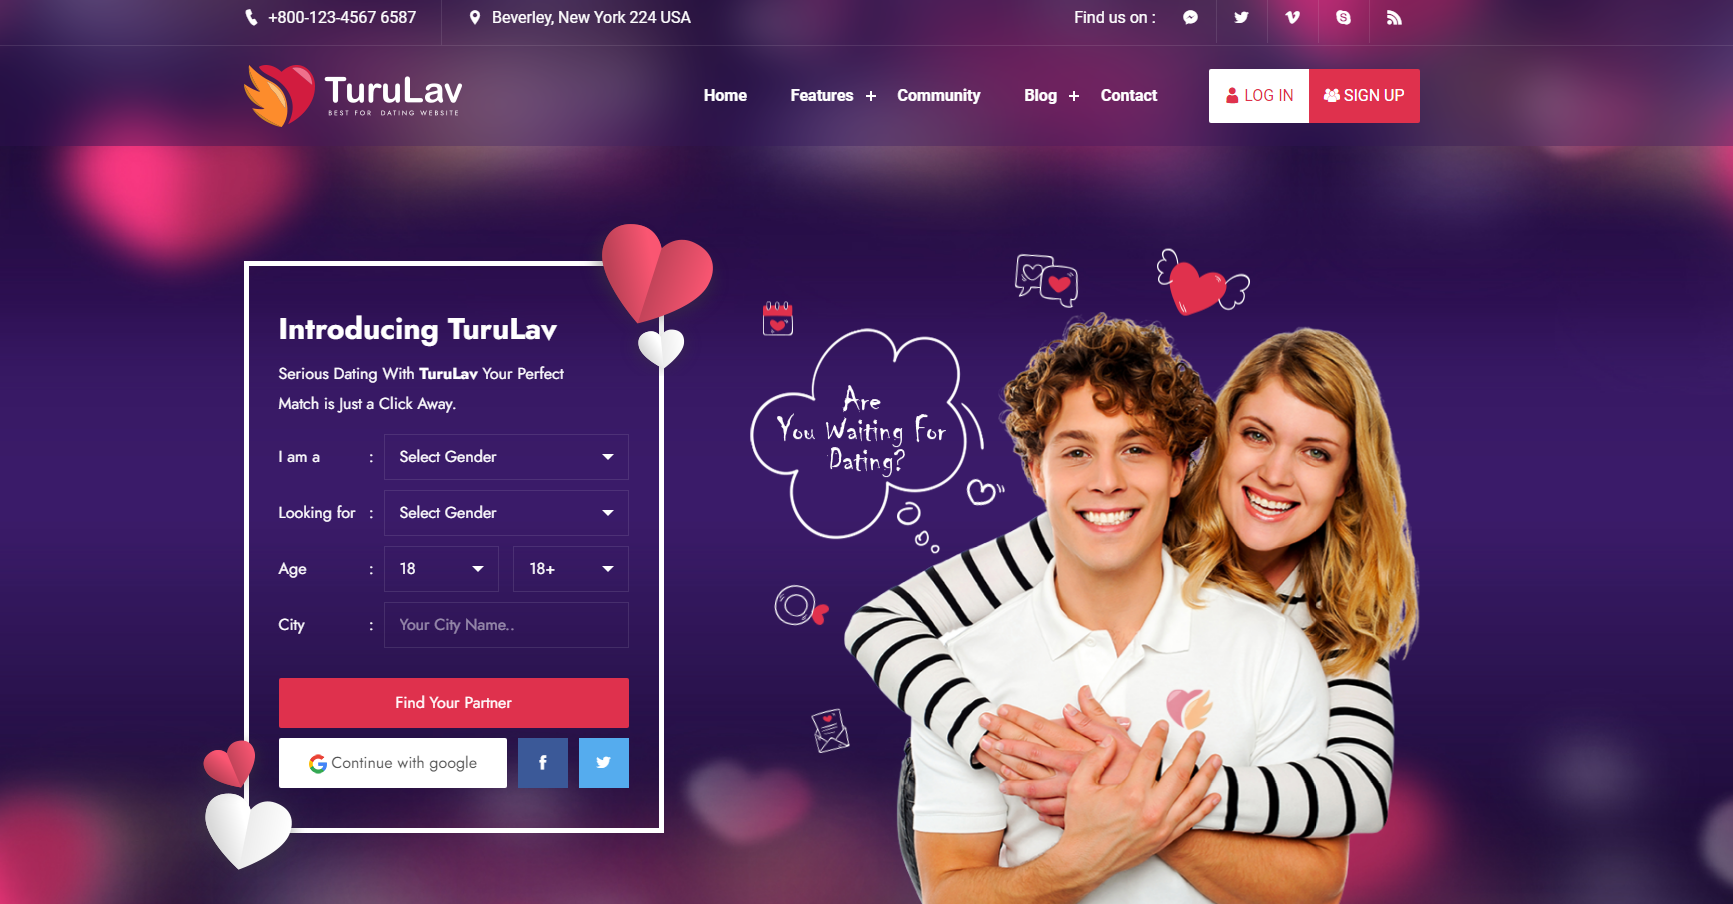 +800-123-4567 6587
Beverley, New York 224 USA
Find us on :
TuruLav
BEST FOR DATING WEBSITE
Home
Features +
Community
Blog +
Contact
LOG IN
SIGN UP
Introducing TuruLav
Serious Dating With TuruLav Your Perfect
Match is Just a Click Away.
I am a : Select Gender
Looking for : Select Gender
Age : 18 18+
City : Your City Name..
Find Your Partner
Continue with google
Are
You Waiting For
Dating?